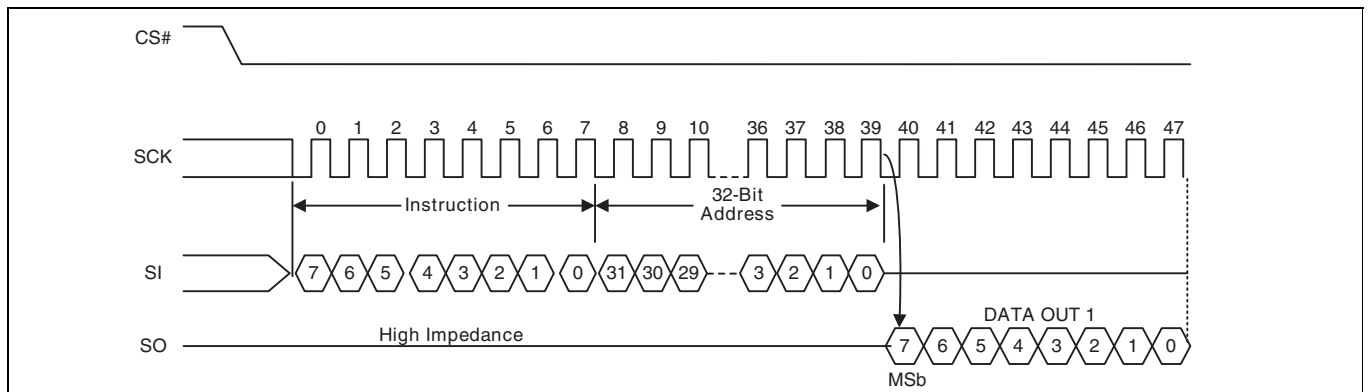 CS#
0 1 2 3 4 5 6 7 8 9 10 36 37 38 39 40 41 42 43 44 45 46 47
SCK
Instruction
32-Bit
Address
SI
7 6 5 4 3 2 1 0 31 30 29 3 2 1 0
DATA OUT 1
High Impedance
SO
7 6 5 4 3 2 1 0
MSb